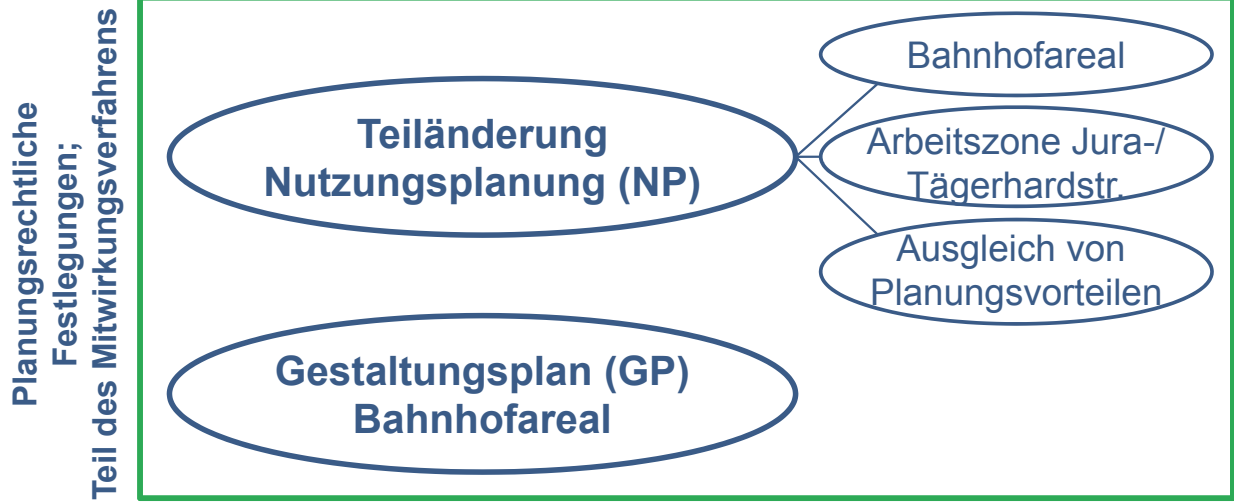 Planungsrechtliche
Festlegungen;
Teil des Mitwirkungsverfahrens
Teiländerung
Nutzungsplanung (NP)
Bahnhofareal
Arbeitszone Jura-/
Tägerhardstr.
Ausgleich von
Planungsvorteilen
Gestaltungsplan (GP)
Bahnhofareal